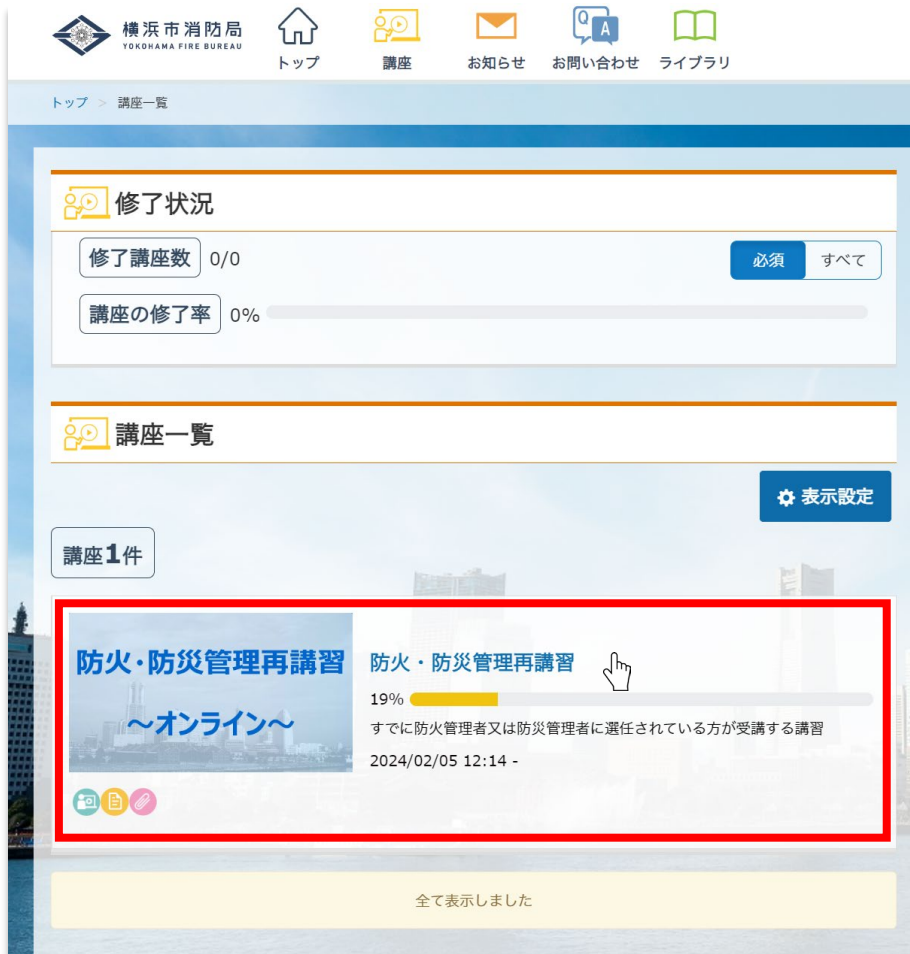 横浜市消防局
YOKOHAMA FIRE BUREAU
トップ
講座
お知らせ
Q A
お問い合わせ
ライブラリ
トップ > 講座一覧
修了状況
修了講座数 0/0
必須 すべて
講座の修了率 0%
講座一覧
表示設定
講座1件
防火・防災管理再講習
～オンライン～
防火・防災管理再講習
19%
すでに防火管理者又は防災管理者に選任されている方が受講する講習
2024/02/05 12:14 -
全て表示しました